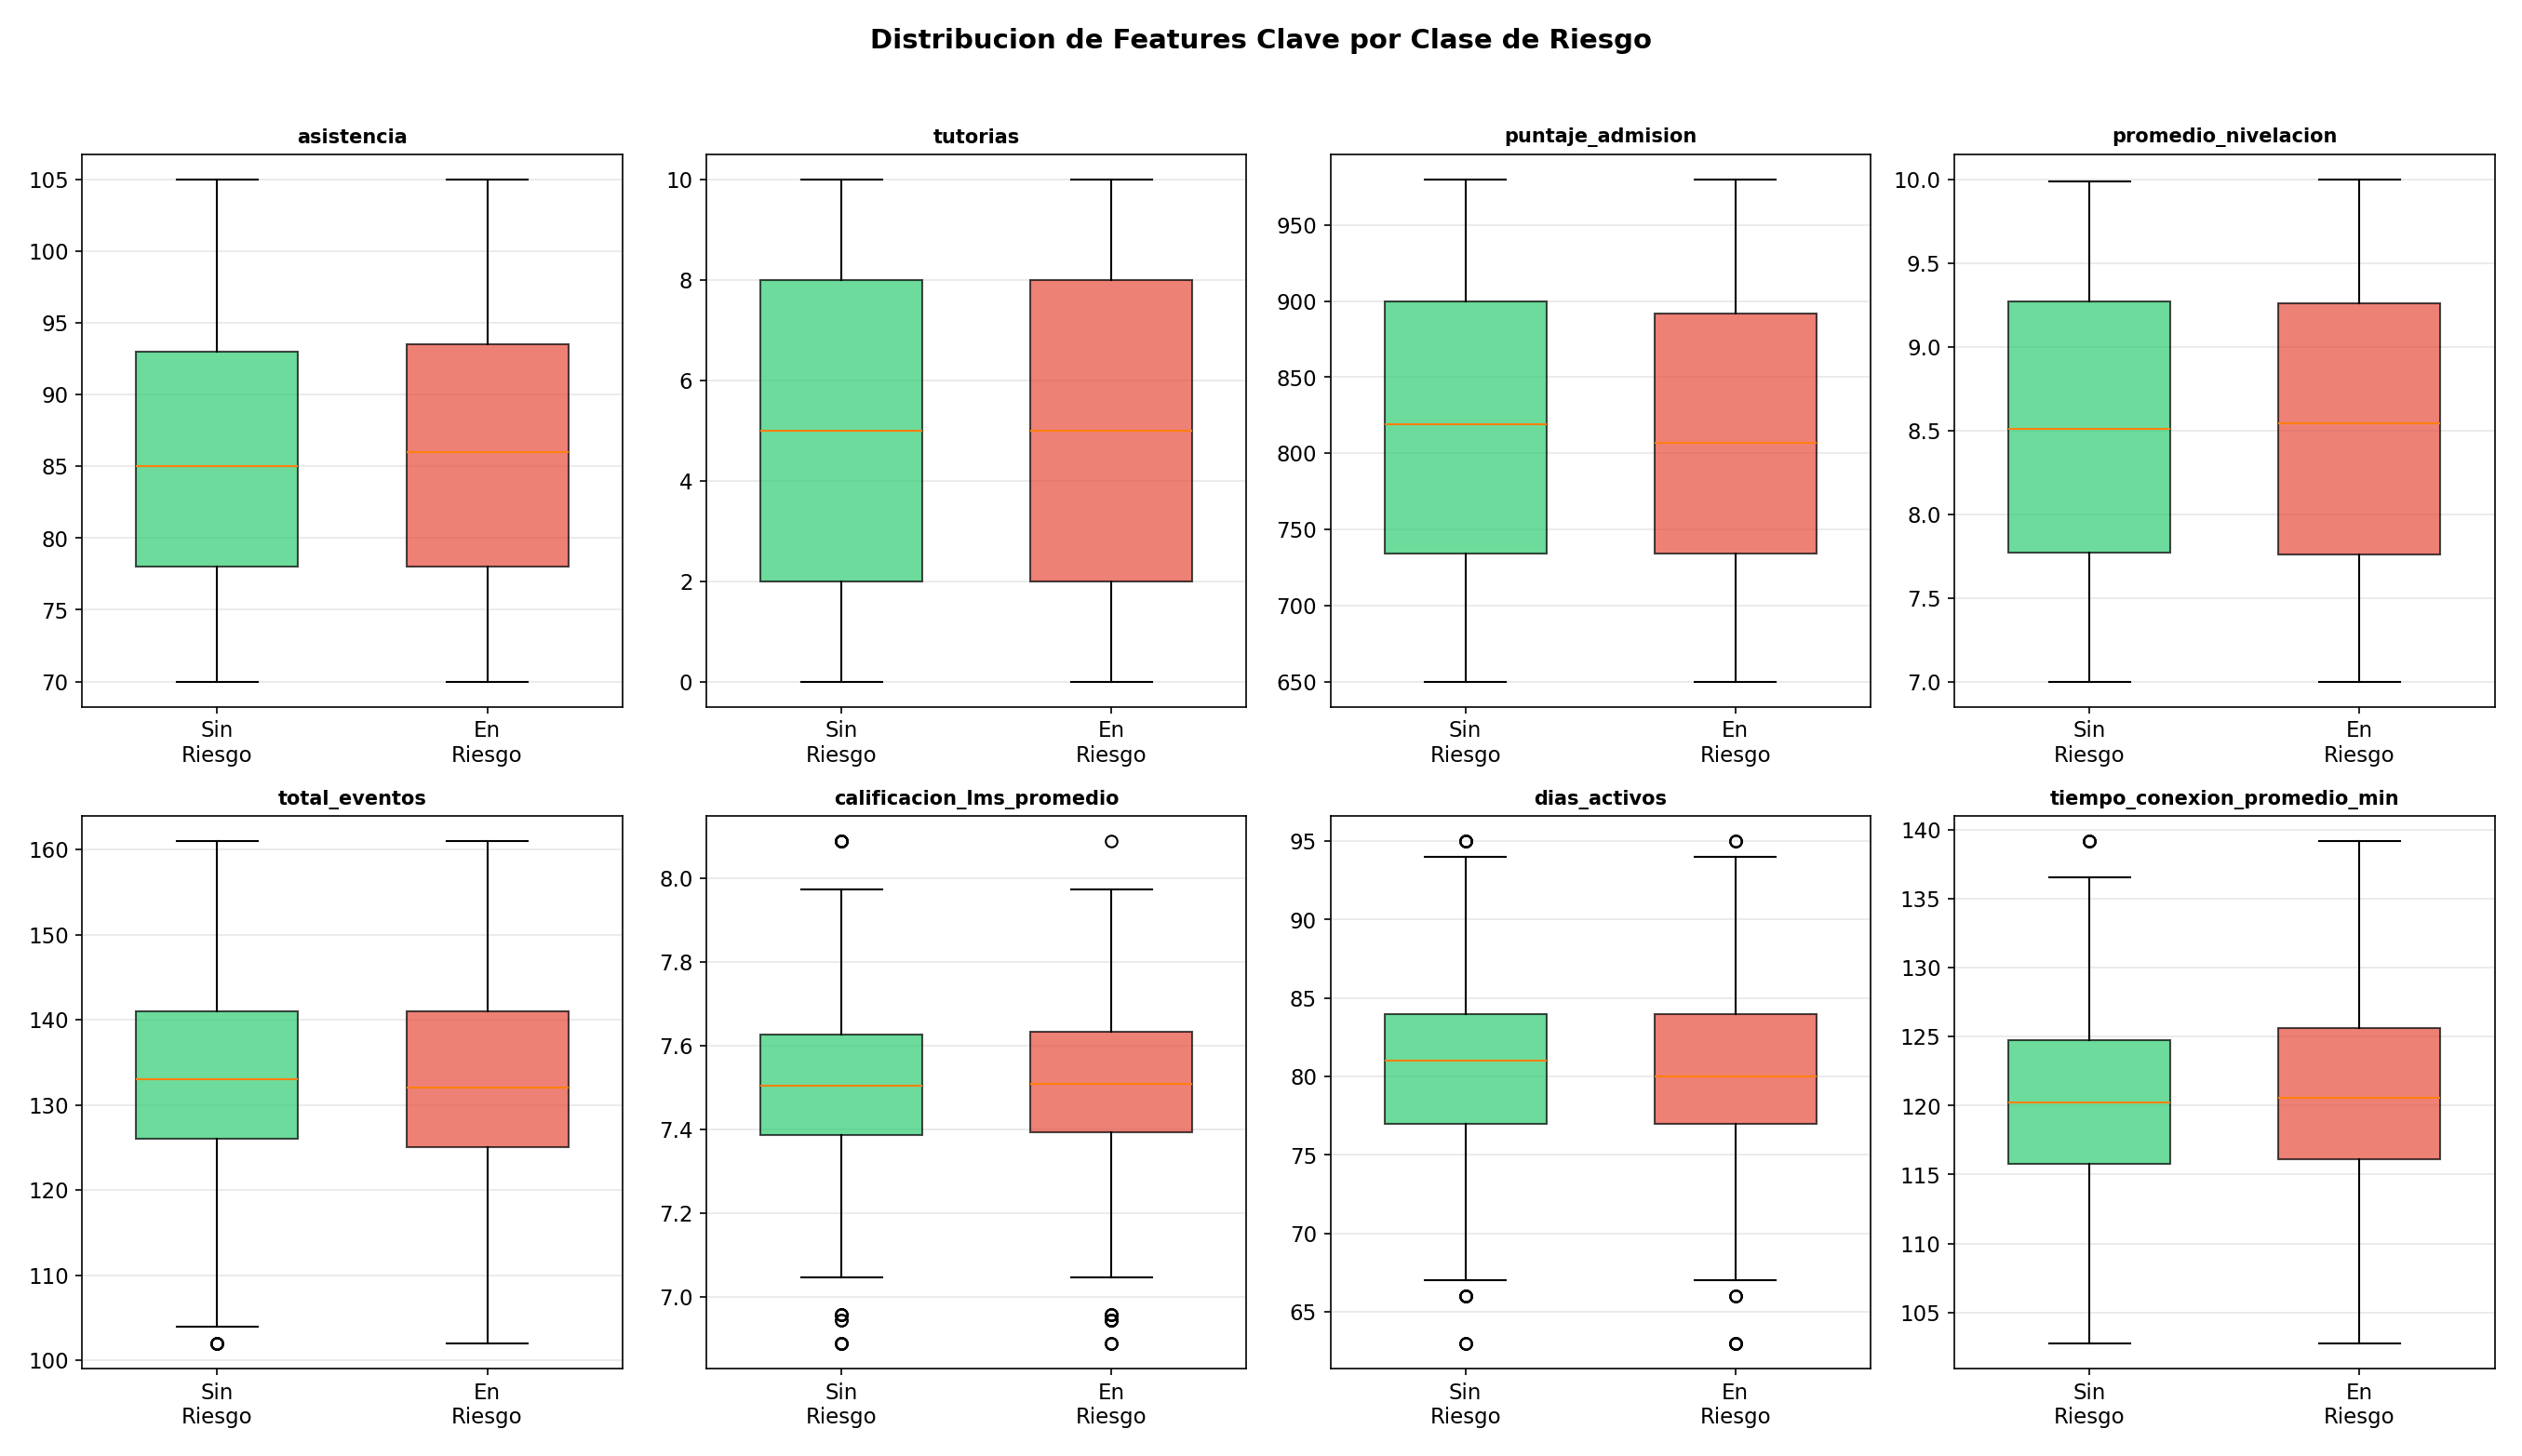 Distribucion de Features Clave por Clase de Riesgo
asistencia
105
100
95
90
85
80
75
70
Sin
Riesgo
En
Riesgo
tutorias
10
8
6
4
2
0
Sin
Riesgo
En
Riesgo
puntaje_admision
950
900
850
800
750
700
650
Sin
Riesgo
En
Riesgo
promedio_nivelacion
10.0
9.5
9.0
8.5
8.0
7.5
7.0
Sin
Riesgo
En
Riesgo
total_eventos
160
150
140
130
120
110
100
Sin
Riesgo
En
Riesgo
calificacion_lms_promedio
8.0
7.8
7.6
7.4
7.2
7.0
Sin
Riesgo
En
Riesgo
dias_activos
95
90
85
80
75
70
65
Sin
Riesgo
En
Riesgo
tiempo_conexion_promedio_min
140
135
130
125
120
115
110
105
Sin
Riesgo
En
Riesgo